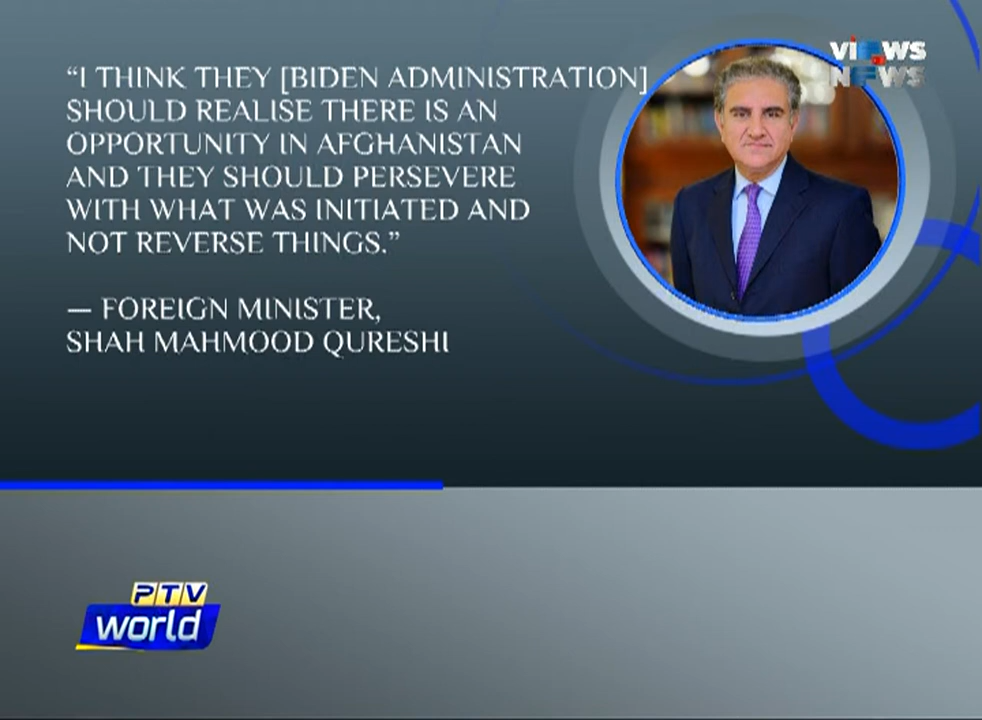 “I THINK THEY [BIDEN ADMINISTRATION]
SHOULD REALISE THERE IS AN
OPPORTUNITY IN AFGHANISTAN
AND THEY SHOULD PERSEVERE
WITH WHAT WAS INITIATED AND
NOT REVERSE THINGS.”
— FOREIGN MINISTER,
SHAH MAHMOOD QURESHI
VIEWS
NEWS
PTV
world